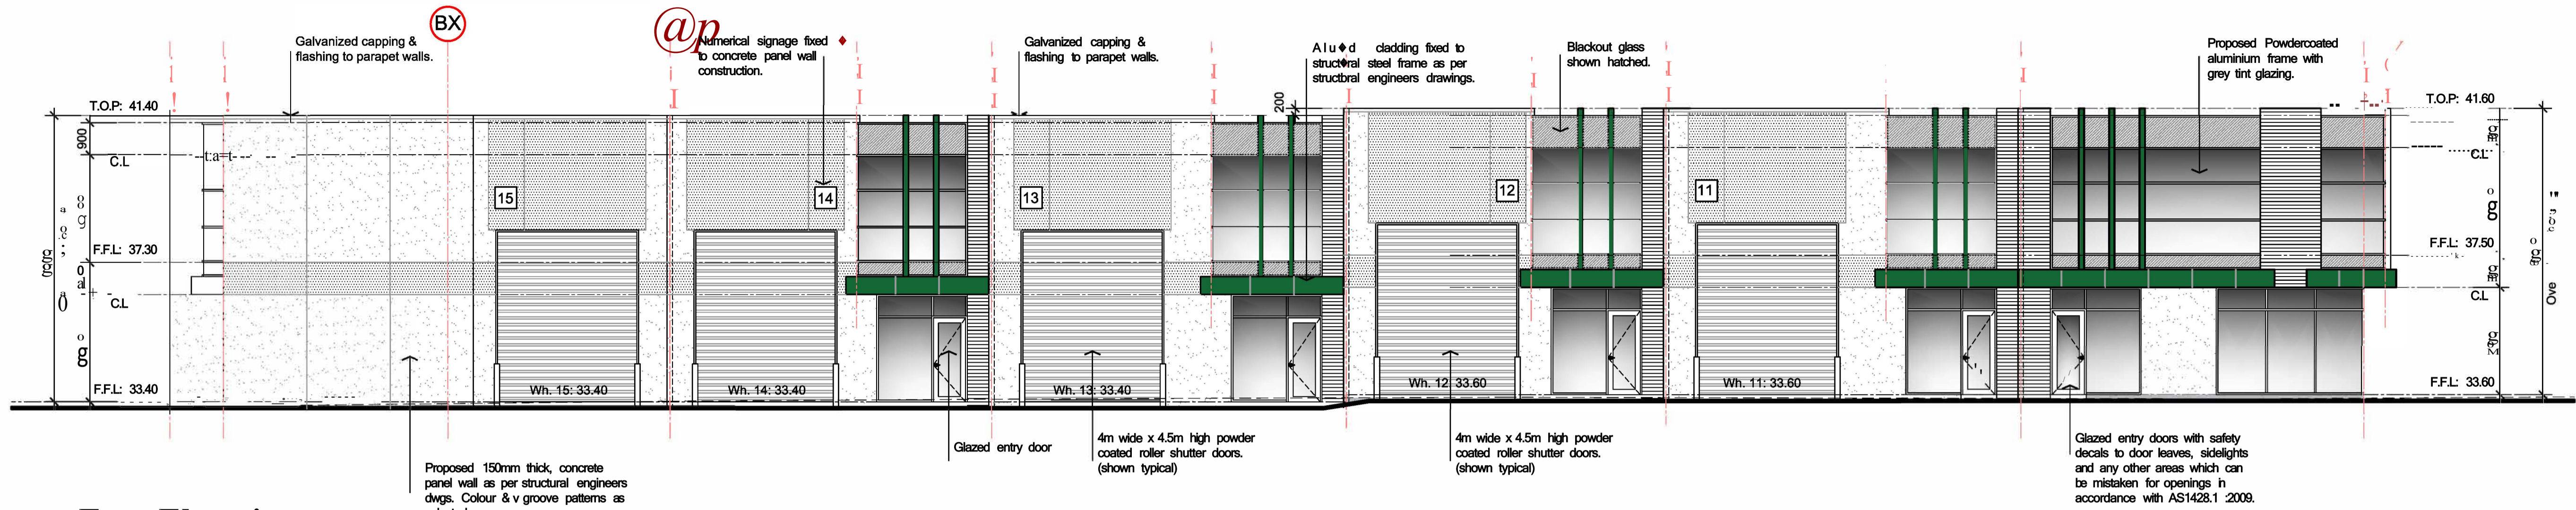 BX
@p
Galvanized capping &
flashing to parapet walls.
Numerical signage fixed
to concrete panel wall
construction.
Galvanized capping &
flashing to parapet walls.
cladding fixed to
steel frame as per
engineers drawings.
Blackout glass
shown hatched.
Proposed Powdercoated
aluminium frame with
grey tint glazing.
T.O.P: 41.40
200
T.O.P: 41.60
900
C.L
C.L
15
14
13
12
11
F.F.L: 37.30
F.F.L: 37.50
C.L
C.L
F.F.L: 33.40
Wh. 15: 33.40
Wh. 14: 33.40
Wh. 13: 33.40
Wh. 12: 33.60
Wh. 11: 33.60
F.F.L: 33.60
Ove
Glazed entry door
4m wide x 4.5m high powder
coated roller shutter doors.
(shown typical)
4m wide x 4.5m high powder
coated roller shutter doors.
(shown typical)
Glazed entry doors with safety
decals to door leaves, sidelights
and any other areas which can
be mistaken for openings in
accordance with AS1428.1 :2009.
Proposed 150mm thick, concrete
panel wall as per structural engineers
dwgs. Colour & v groove patterns as